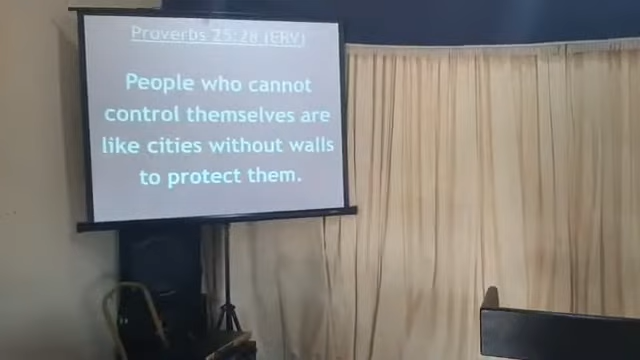 Proverbs 25:28 (ERV)
People who cannot
control themselves are
like cities without walls
to protect them.